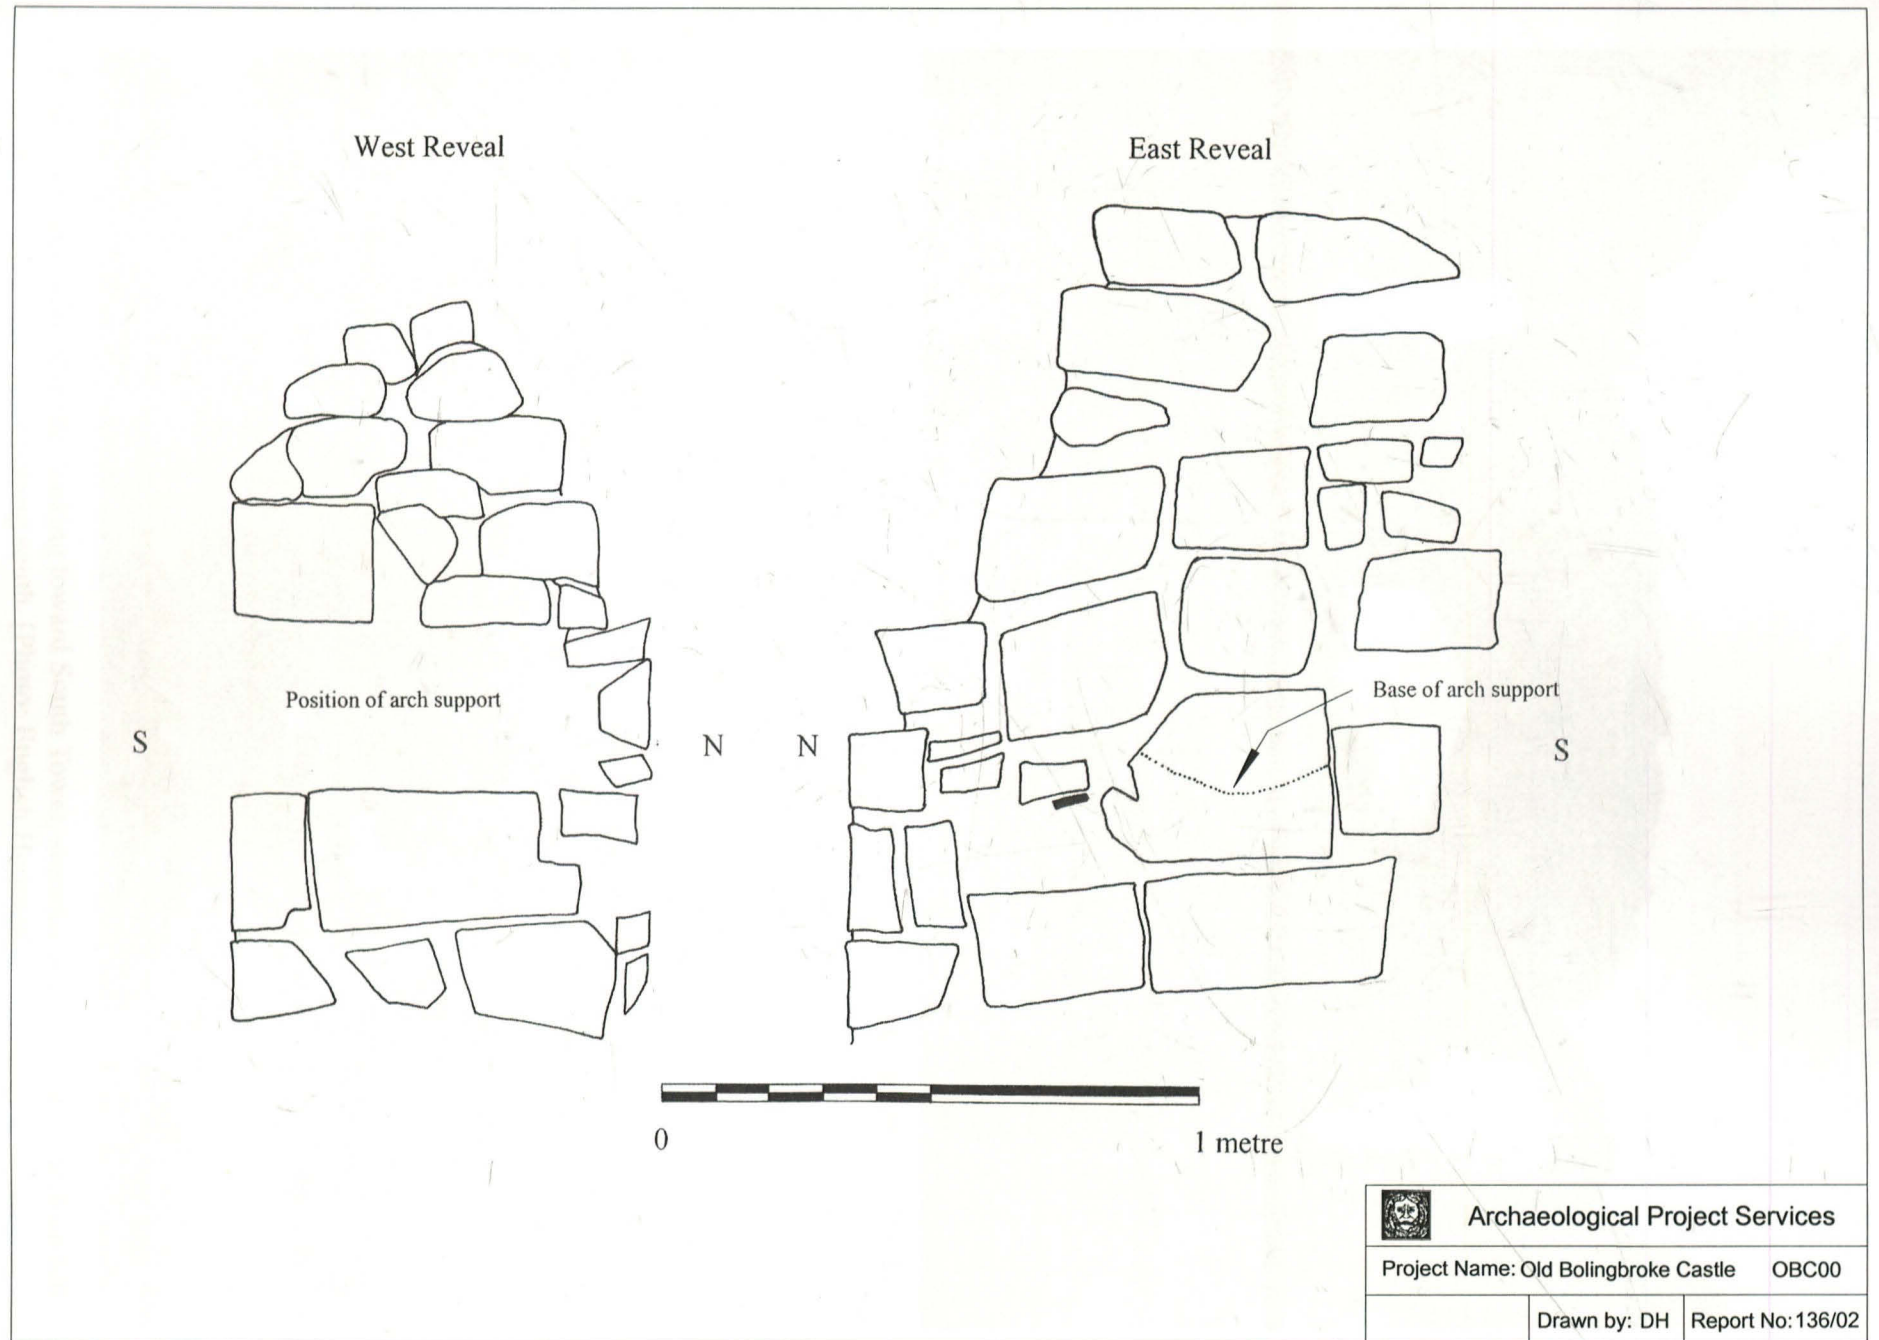 West Reveal
East Reveal
Position of arch support
Base of arch support
S
N
N
S
0
1 metre
Archaeological Project Services
Project Name: Old Bolingbroke Castle OBC00
Drawn by: DH
Report No: 136/02